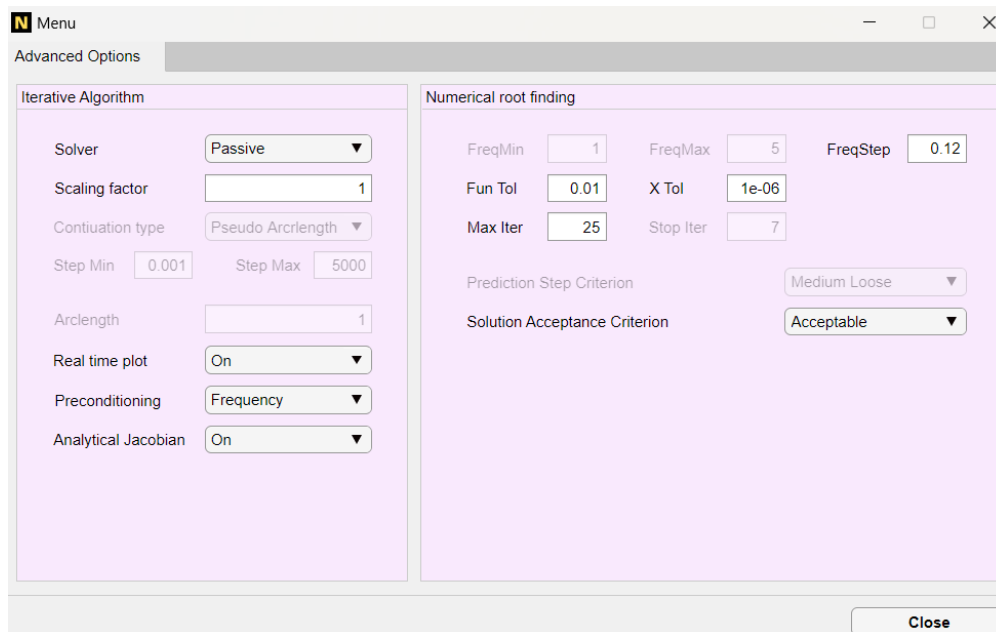 N Menu
Advanced Options
Iterative Algorithm
Solver Passive
Scaling factor 1
Contiuation type Pseudo Arcrlength
Step Min 0.001 Step Max 5000
Arclength 1
Real time plot On
Preconditioning Frequency
Analytical Jacobian On
Numerical root finding
FreqMin 1 FreqMax 5 FreqStep 0.12
Fun Tol 0.01 X Tol 1e-06
Max Iter 25 Stop Iter 7
Prediction Step Criterion Medium Loose
Solution Acceptance Criterion Acceptable
Close